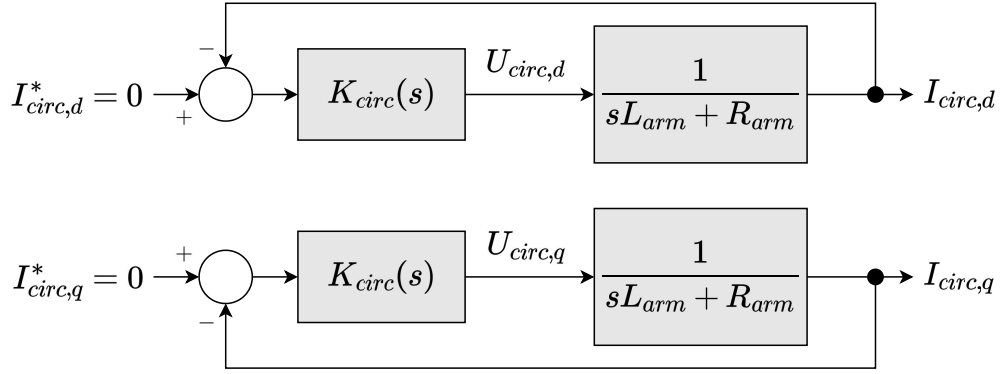 −
I*circ,d = 0
+
Kcirc(s)
Ucirc,d
1
sLarm + Rarm
Icirc,d
+
I*circ,q = 0
−
Kcirc(s)
Ucirc,q
1
sLarm + Rarm
Icirc,q